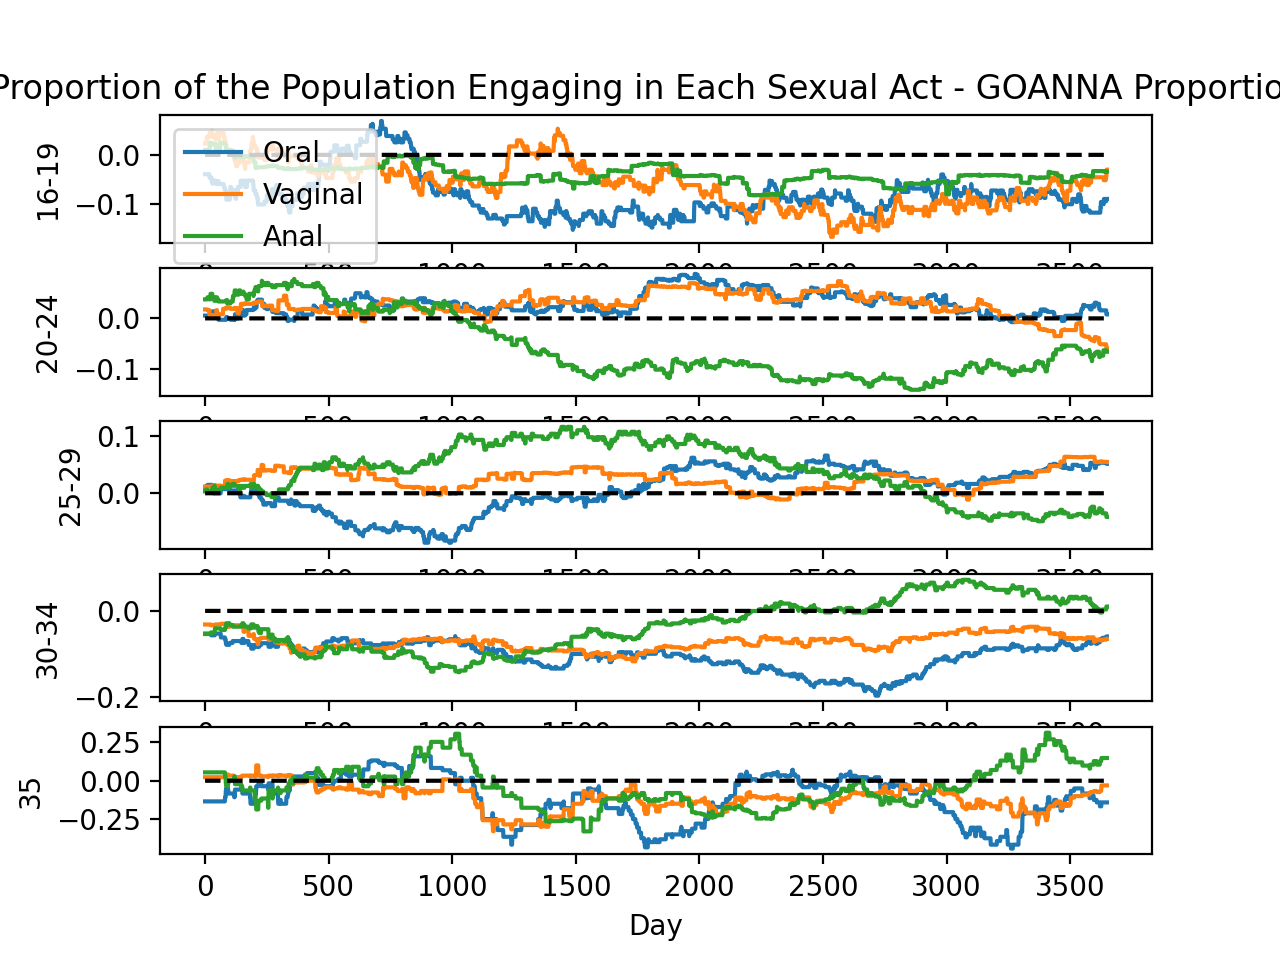 Proportion of the Population Engaging in Each Sexual Act - GOANNA Proportio
16-19
0.0
−0.1
Oral
Vaginal
Anal
20-24
0.0
−0.1
25-29
0.1
0.0
30-34
0.0
−0.2
35
0.25
0.00
−0.25
0 500 1000 1500 2000 2500 3000 3500
Day